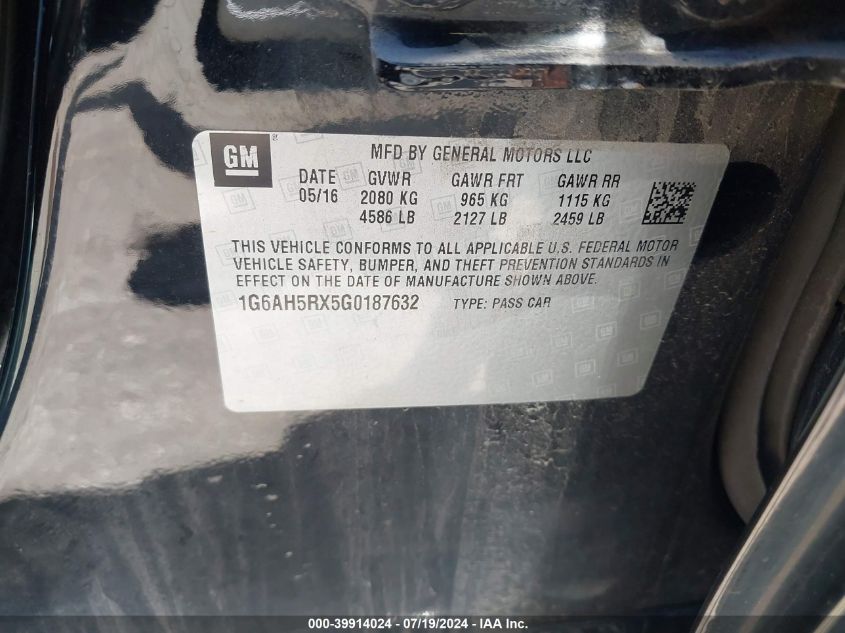 GM
MFD BY GENERAL MOTORS LLC
DATE GVWR GAWR FRT GAWR RR
05/16 2080 KG 965 KG 1115 KG
4586 LB 2127 LB 2459 LB
THIS VEHICLE CONFORMS TO ALL APPLICABLE U.S. FEDERAL MOTOR
VEHICLE SAFETY, BUMPER, AND THEFT PREVENTION STANDARDS IN
EFFECT ON THE DATE OF MANUFACTURE SHOWN ABOVE.
1G6AH5RX5G0187632 TYPE: PASS CAR
000-39914024 - 07/19/2024 - © IAA Inc.